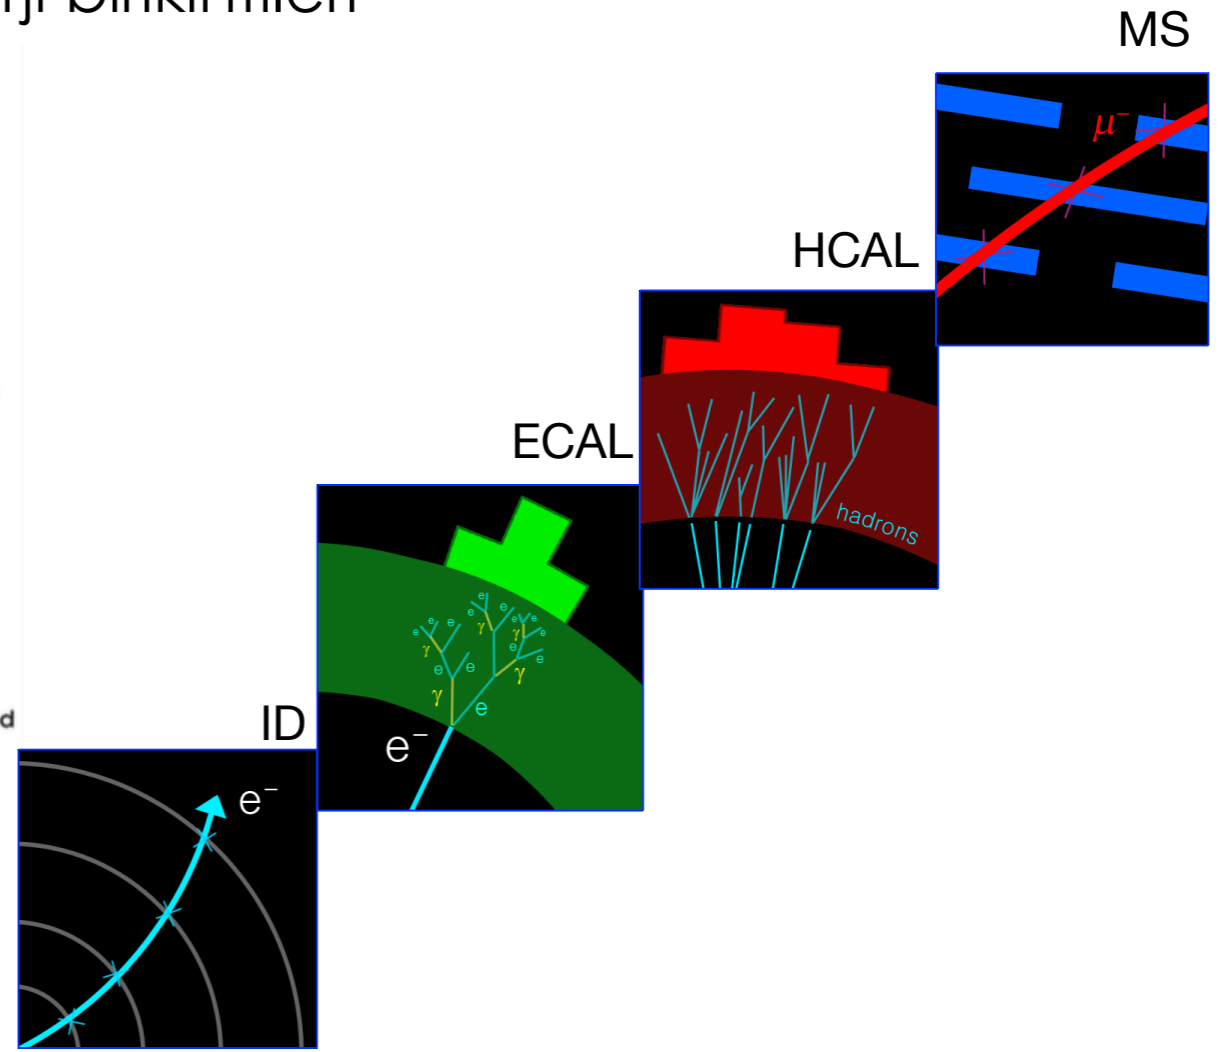 MS
μ⁻
HCAL
hadrons
ECAL
e e e e e
e e e γ γ e
γ e e
e e γ
γ e
e⁻
d
ID
e⁻